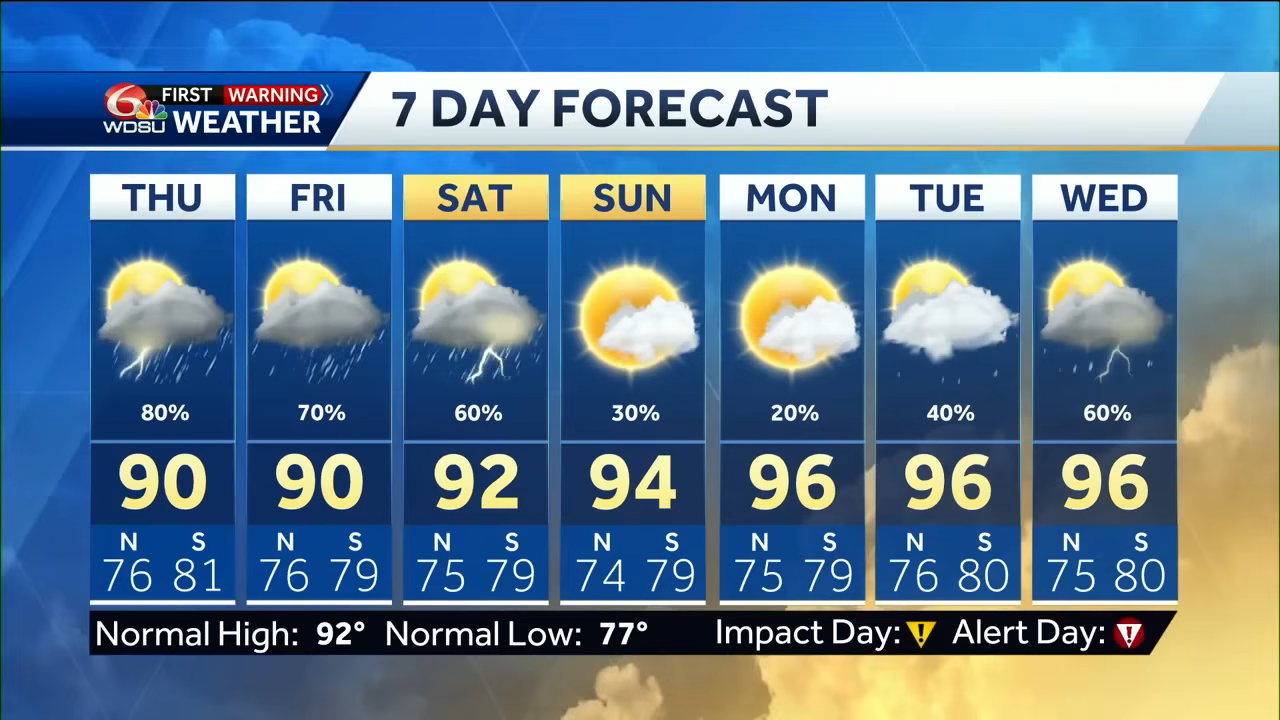 6 FIRST WARNING
WDSU WEATHER
7 DAY FORECAST
THU FRI SAT SUN MON TUE WED
80% 70% 60% 30% 20% 40% 60%
90 90 92 94 96 96 96
N S N S N S N S N S N S N S
76 81 76 79 75 79 74 79 75 79 76 80 75 80
Normal High: 92° Normal Low: 77° Impact Day: ! Alert Day: !